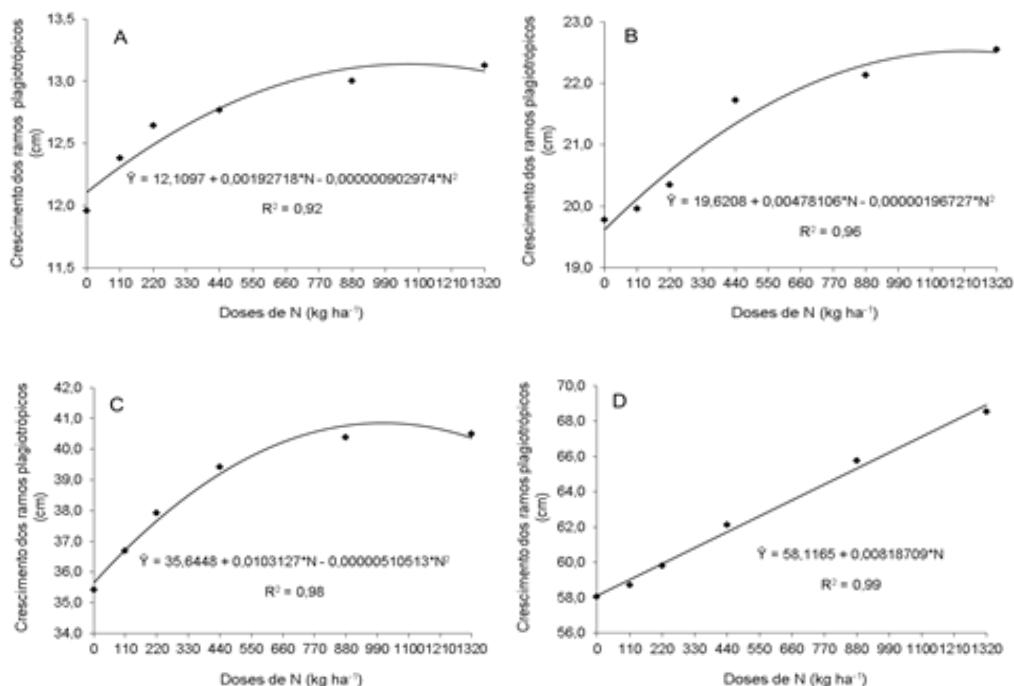 Crescimento dos ramos plagiotrópicos
(cm)
A
13,5
13,0
12,5
12,0
11,5
Ŷ = 12,1097 + 0,00192718*N - 0,000000902974*N²
R² = 0,92
0 110 220 330 440 550 660 770 880 990 1100 1210 1320
Doses de N (kg ha⁻¹)
Crescimento dos ramos plagiotrópicos
(cm)
B
23,0
22,0
21,0
20,0
19,0
Ŷ = 19,6208 + 0,00478106*N - 0,00000196727*N²
R² = 0,96
0 110 220 330 440 550 660 770 880 990 1100 1210 1320
Doses de N (kg ha⁻¹)
Crescimento dos ramos plagiotrópicos
(cm)
C
42,0
41,0
40,0
39,0
38,0
37,0
36,0
35,0
34,0
Ŷ = 35,6448 + 0,0103127*N - 0,00000510513*N²
R² = 0,98
0 110 220 330 440 550 660 770 880 990 1100 1210 1320
Doses de N (kg ha⁻¹)
Crescimento dos ramos plagiotrópicos
(cm)
D
70,0
68,0
66,0
64,0
62,0
60,0
58,0
56,0
Ŷ = 58,1165 + 0,00818709*N
R² = 0,99
0 110 220 330 440 550 660 770 880 990 1100 1210 1320
Doses de N (kg ha⁻¹)